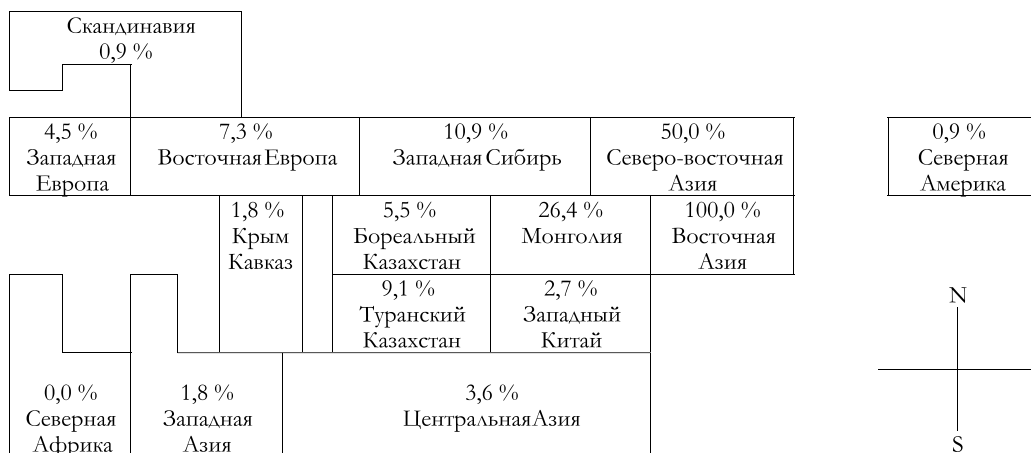 Скандинавия
0,9 %
4,5 %
Западная
Европа
7,3 %
Восточная Европа
10,9 %
Западная Сибирь
50,0 %
Северо-восточная
Азия
0,9 %
Северная
Америка
1,8 %
Крым
Кавказ
5,5 %
Бореальный
Казахстан
26,4 %
Монголия
100,0 %
Восточная
Азия
9,1 %
Туранский
Казахстан
2,7 %
Западный
Китай
N
0,0 %
Северная
Африка
1,8 %
Западная
Азия
3,6 %
Центральная Азия
S